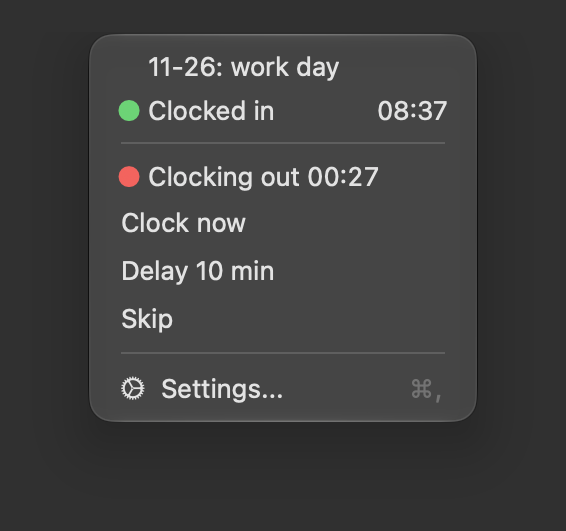 11-26: work day
Clocked in 08:37
Clocking out 00:27
Clock now
Delay 10 min
Skip
Settings... ⌘,